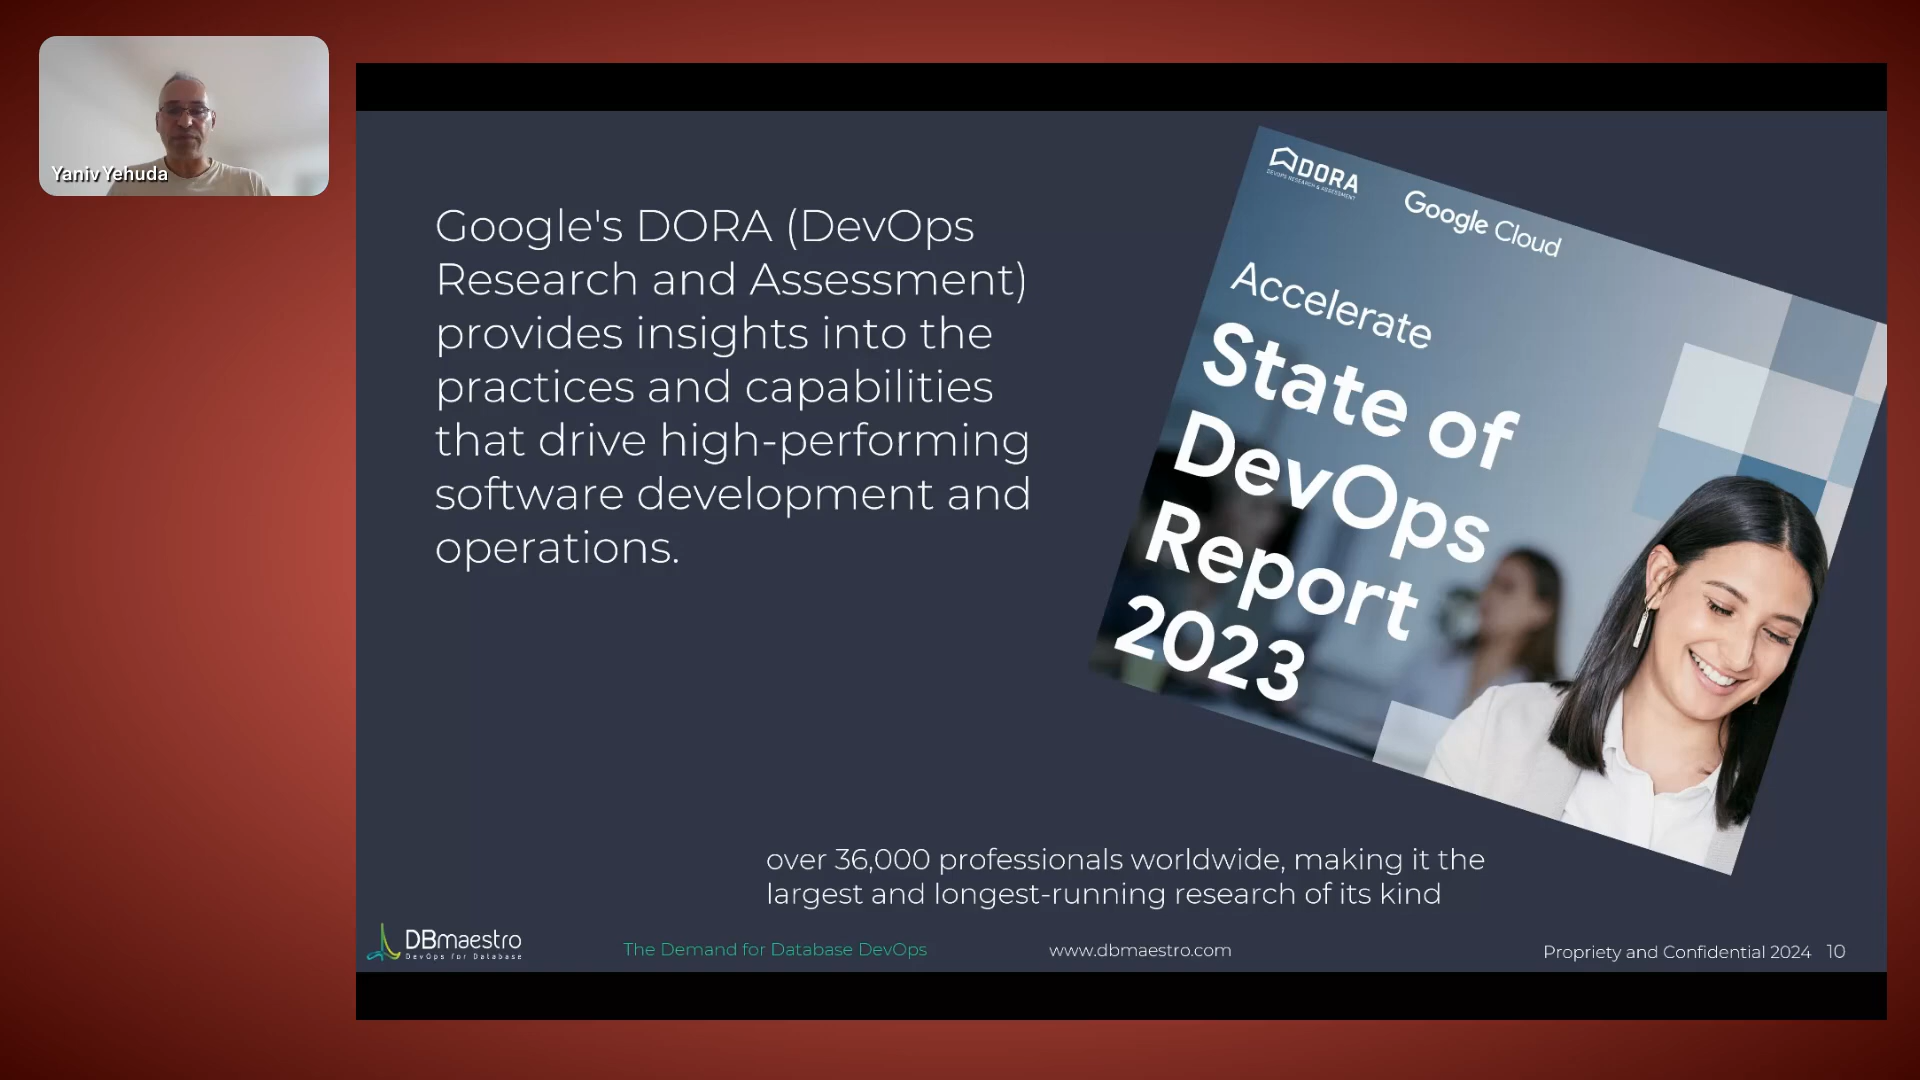 Yaniv Yehuda
Google's DORA (DevOps
Research and Assessment)
provides insights into the
practices and capabilities
that drive high-performing
software development and
operations.
DORA
DEVOPS RESEARCH & ASSESSMENT
Google Cloud
Accelerate
State of
DevOps
Report
2023
over 36,000 professionals worldwide, making it the
largest and longest-running research of its kind
DBmaestro
DevOps for Database
The Demand for Database DevOps
www.dbmaestro.com
Propriety and Confidential 2024 10